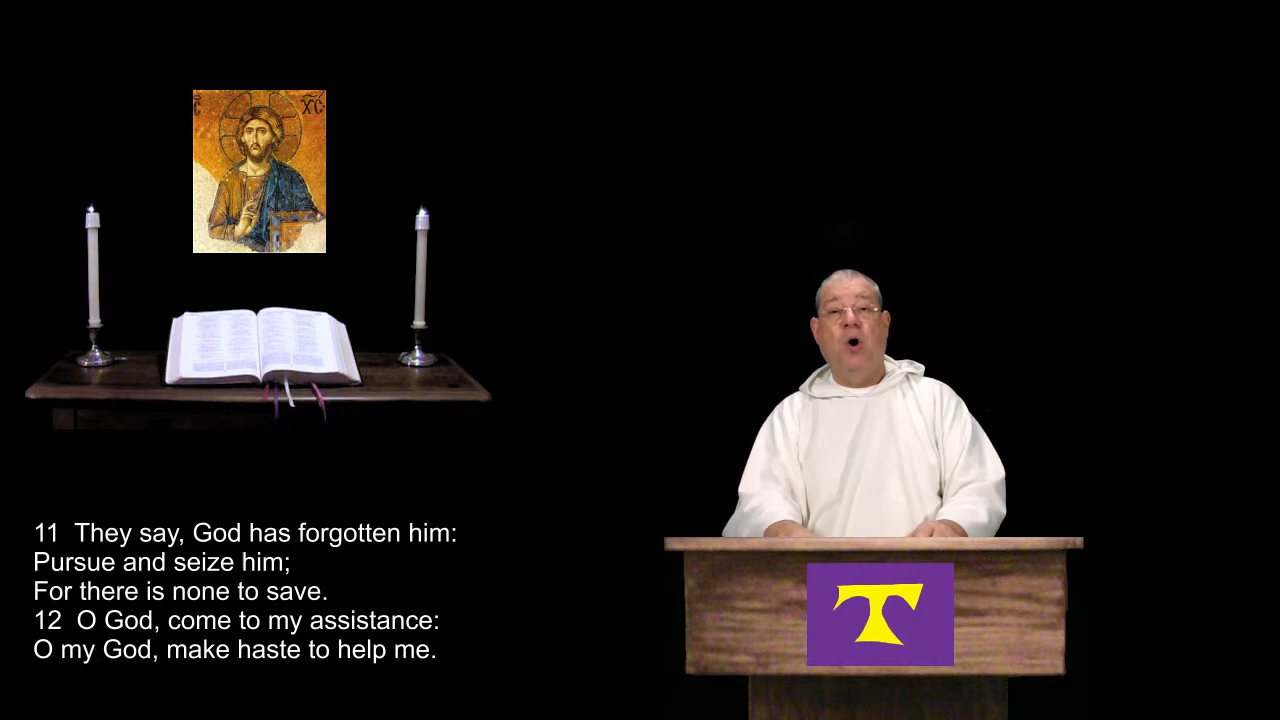 XC
11 They say, God has forgotten him:
Pursue and seize him;
For there is none to save.
12 O God, come to my assistance:
O my God, make haste to help me.
T